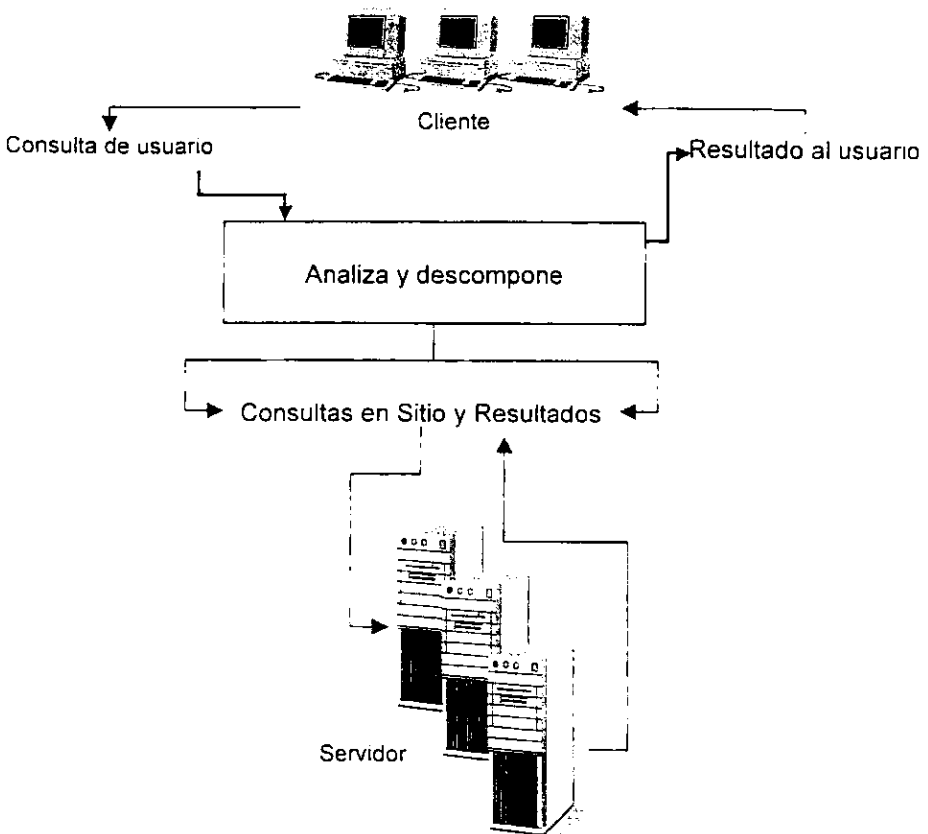 Cliente
Consulta de usuario
Resultado al usuario
Analiza y descompone
Consultas en Sitio y Resultados
Servidor